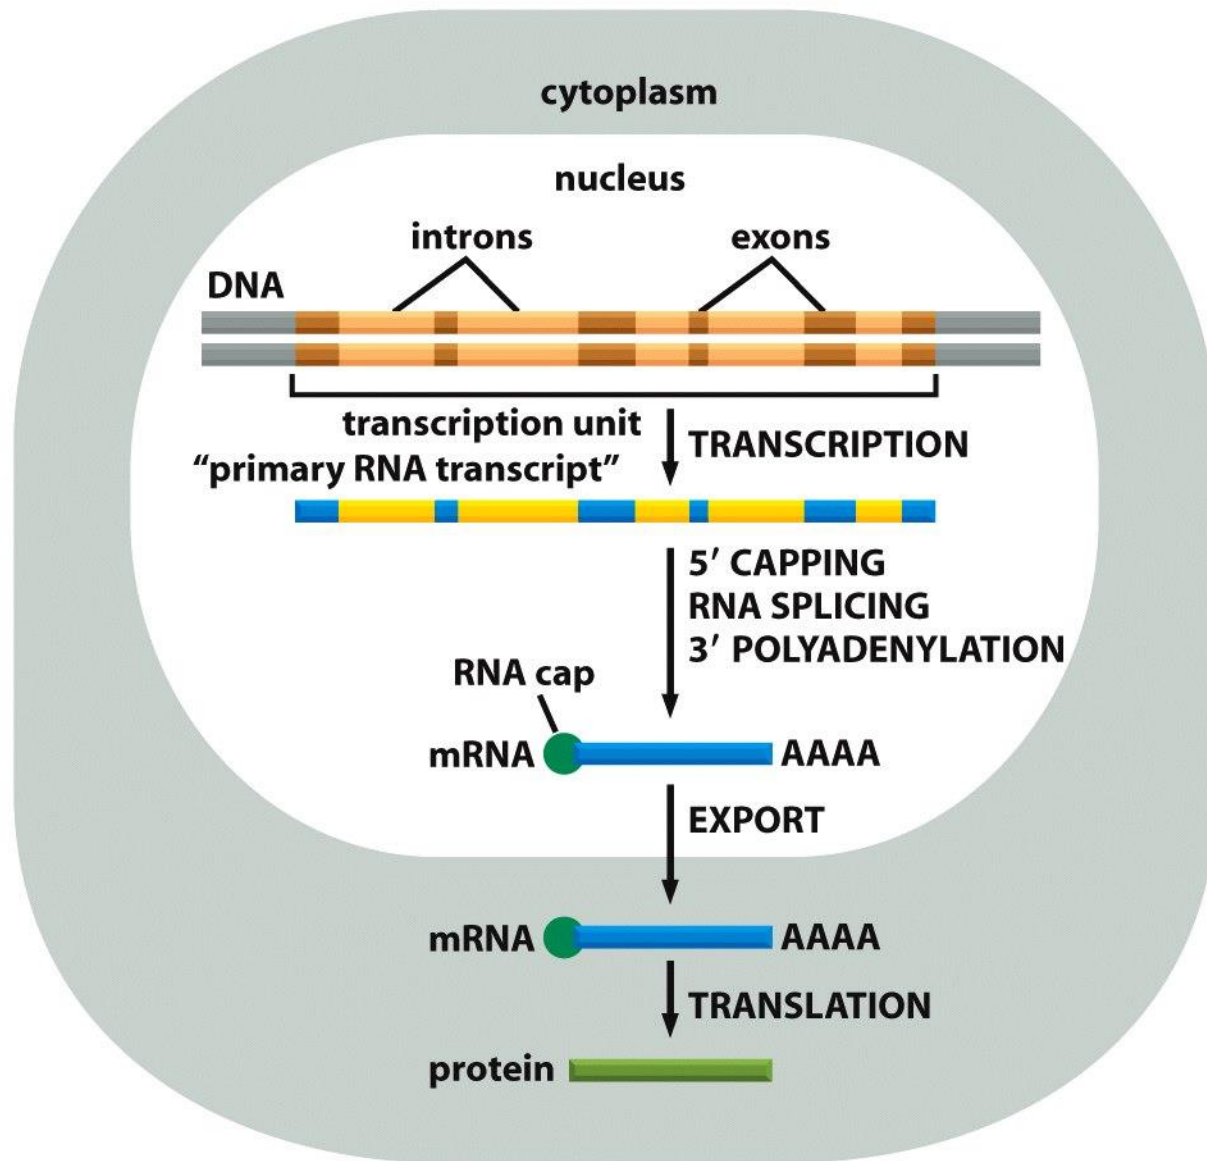 cytoplasm
nucleus
introns
exons
DNA
transcription unit
“primary RNA transcript”
TRANSCRIPTION
5′ CAPPING
RNA SPLICING
3′ POLYADENYLATION
RNA cap
mRNA AAAA
EXPORT
mRNA AAAA
TRANSLATION
protein